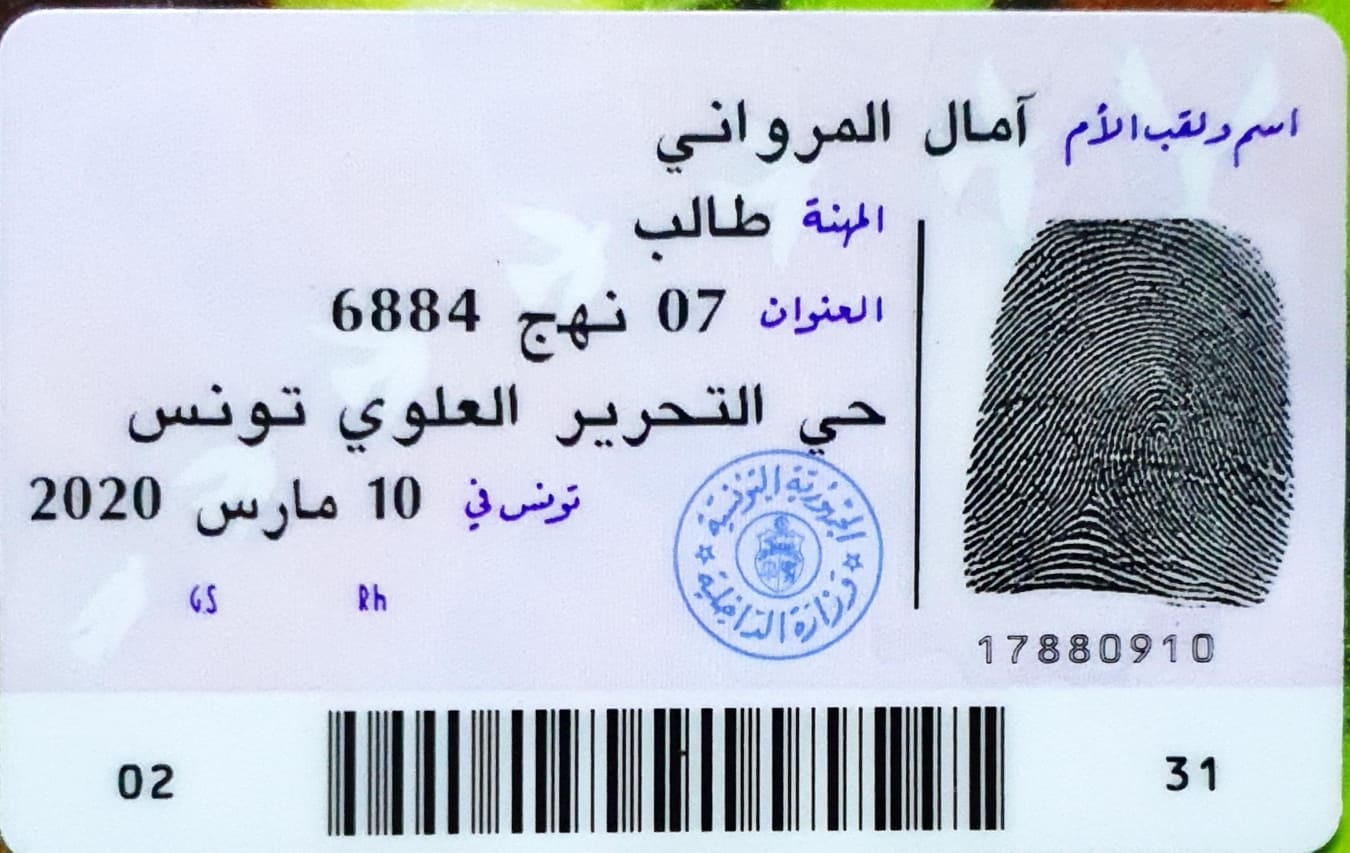 اسم ولقب الأم آمال المرواني
المهنة طالب
العنوان 07 نهج 6884
حي التحرير العلوي تونس
تونس في 10 مارس 2020
الجمهورية التونسية
وزارة الداخلية
Rh GS
17880910
02 31